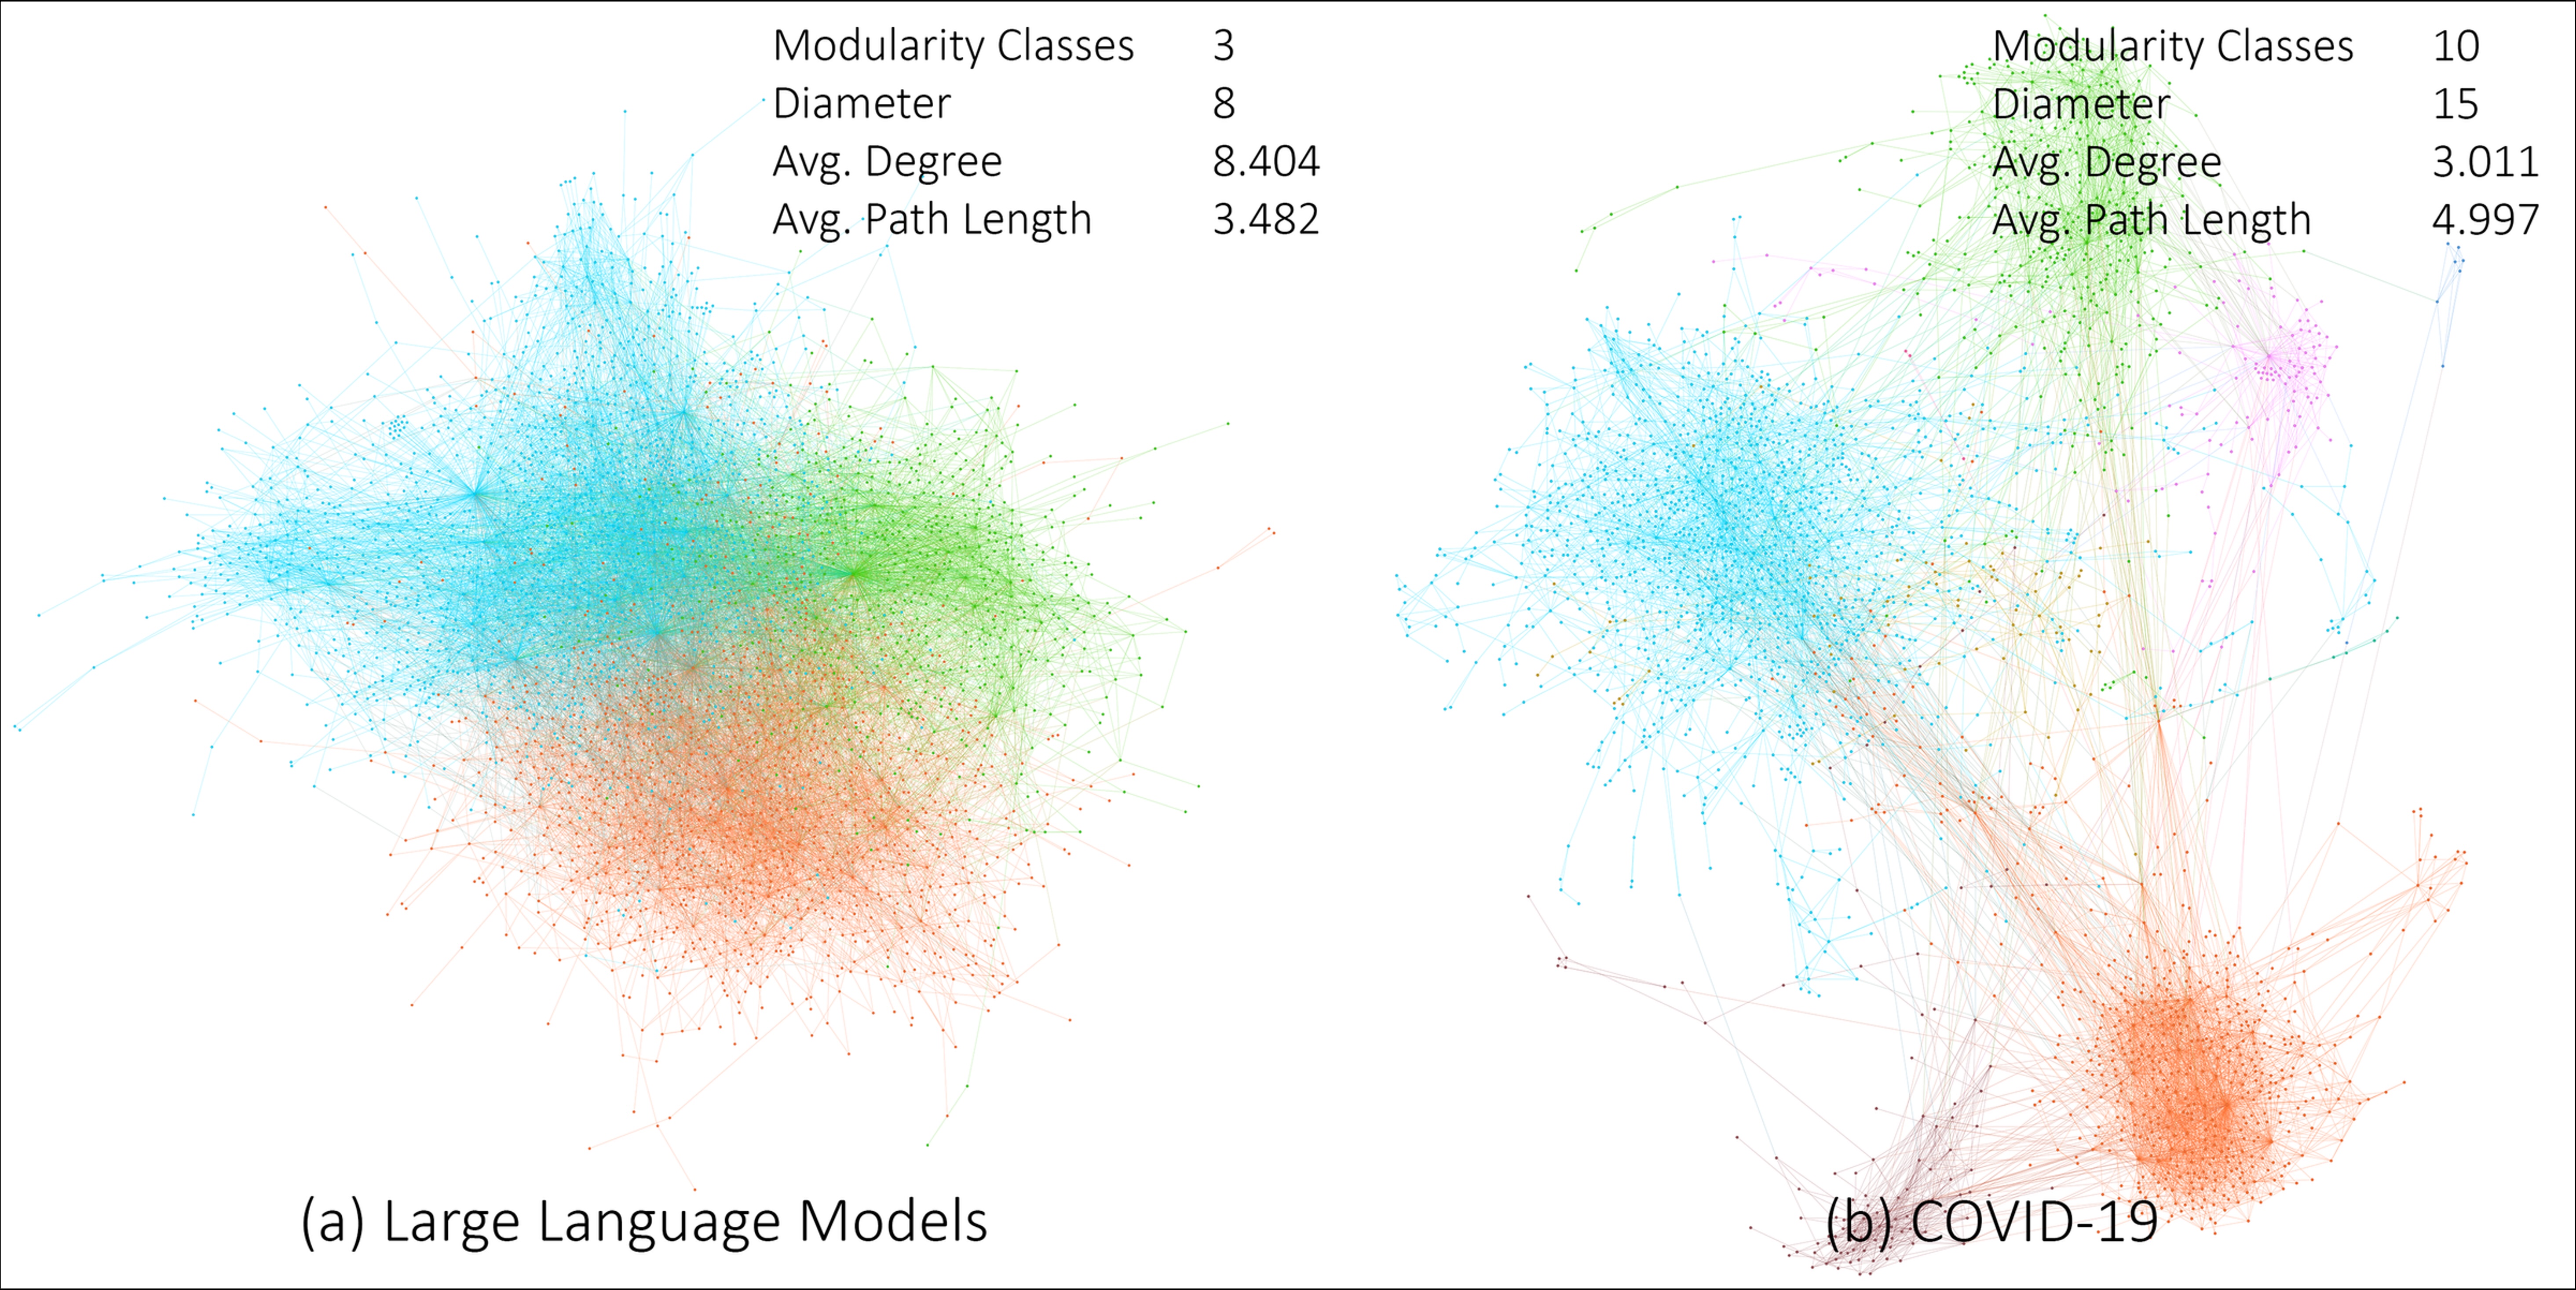 Modularity Classes 3
Diameter 8
Avg. Degree 8.404
Avg. Path Length 3.482
(a) Large Language Models
Modularity Classes 10
Diameter 15
Avg. Degree 3.011
Avg. Path Length 4.997
(b) COVID-19